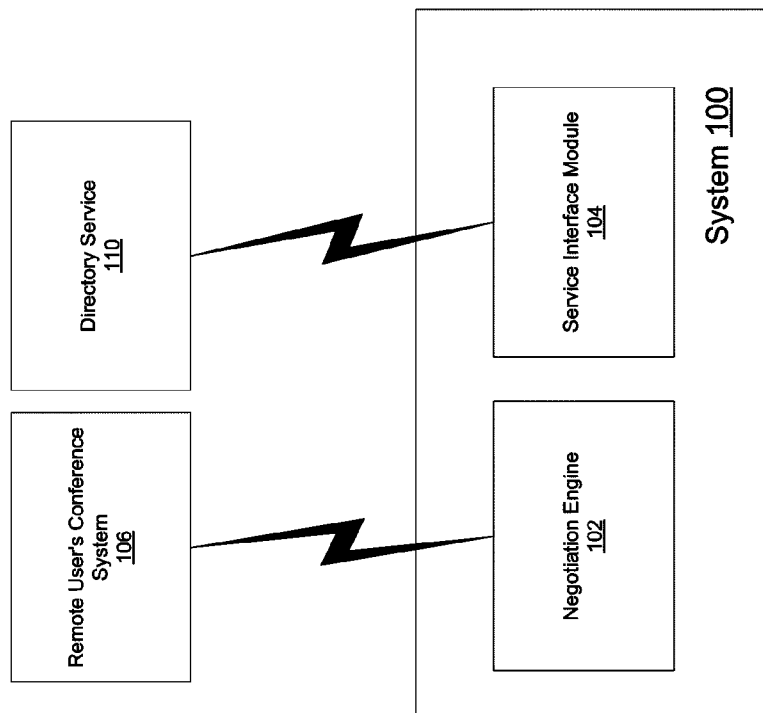 Remote User's Conference
System
106
Directory Service
110
Negotiation Engine
102
Service Interface Module
104
System 100